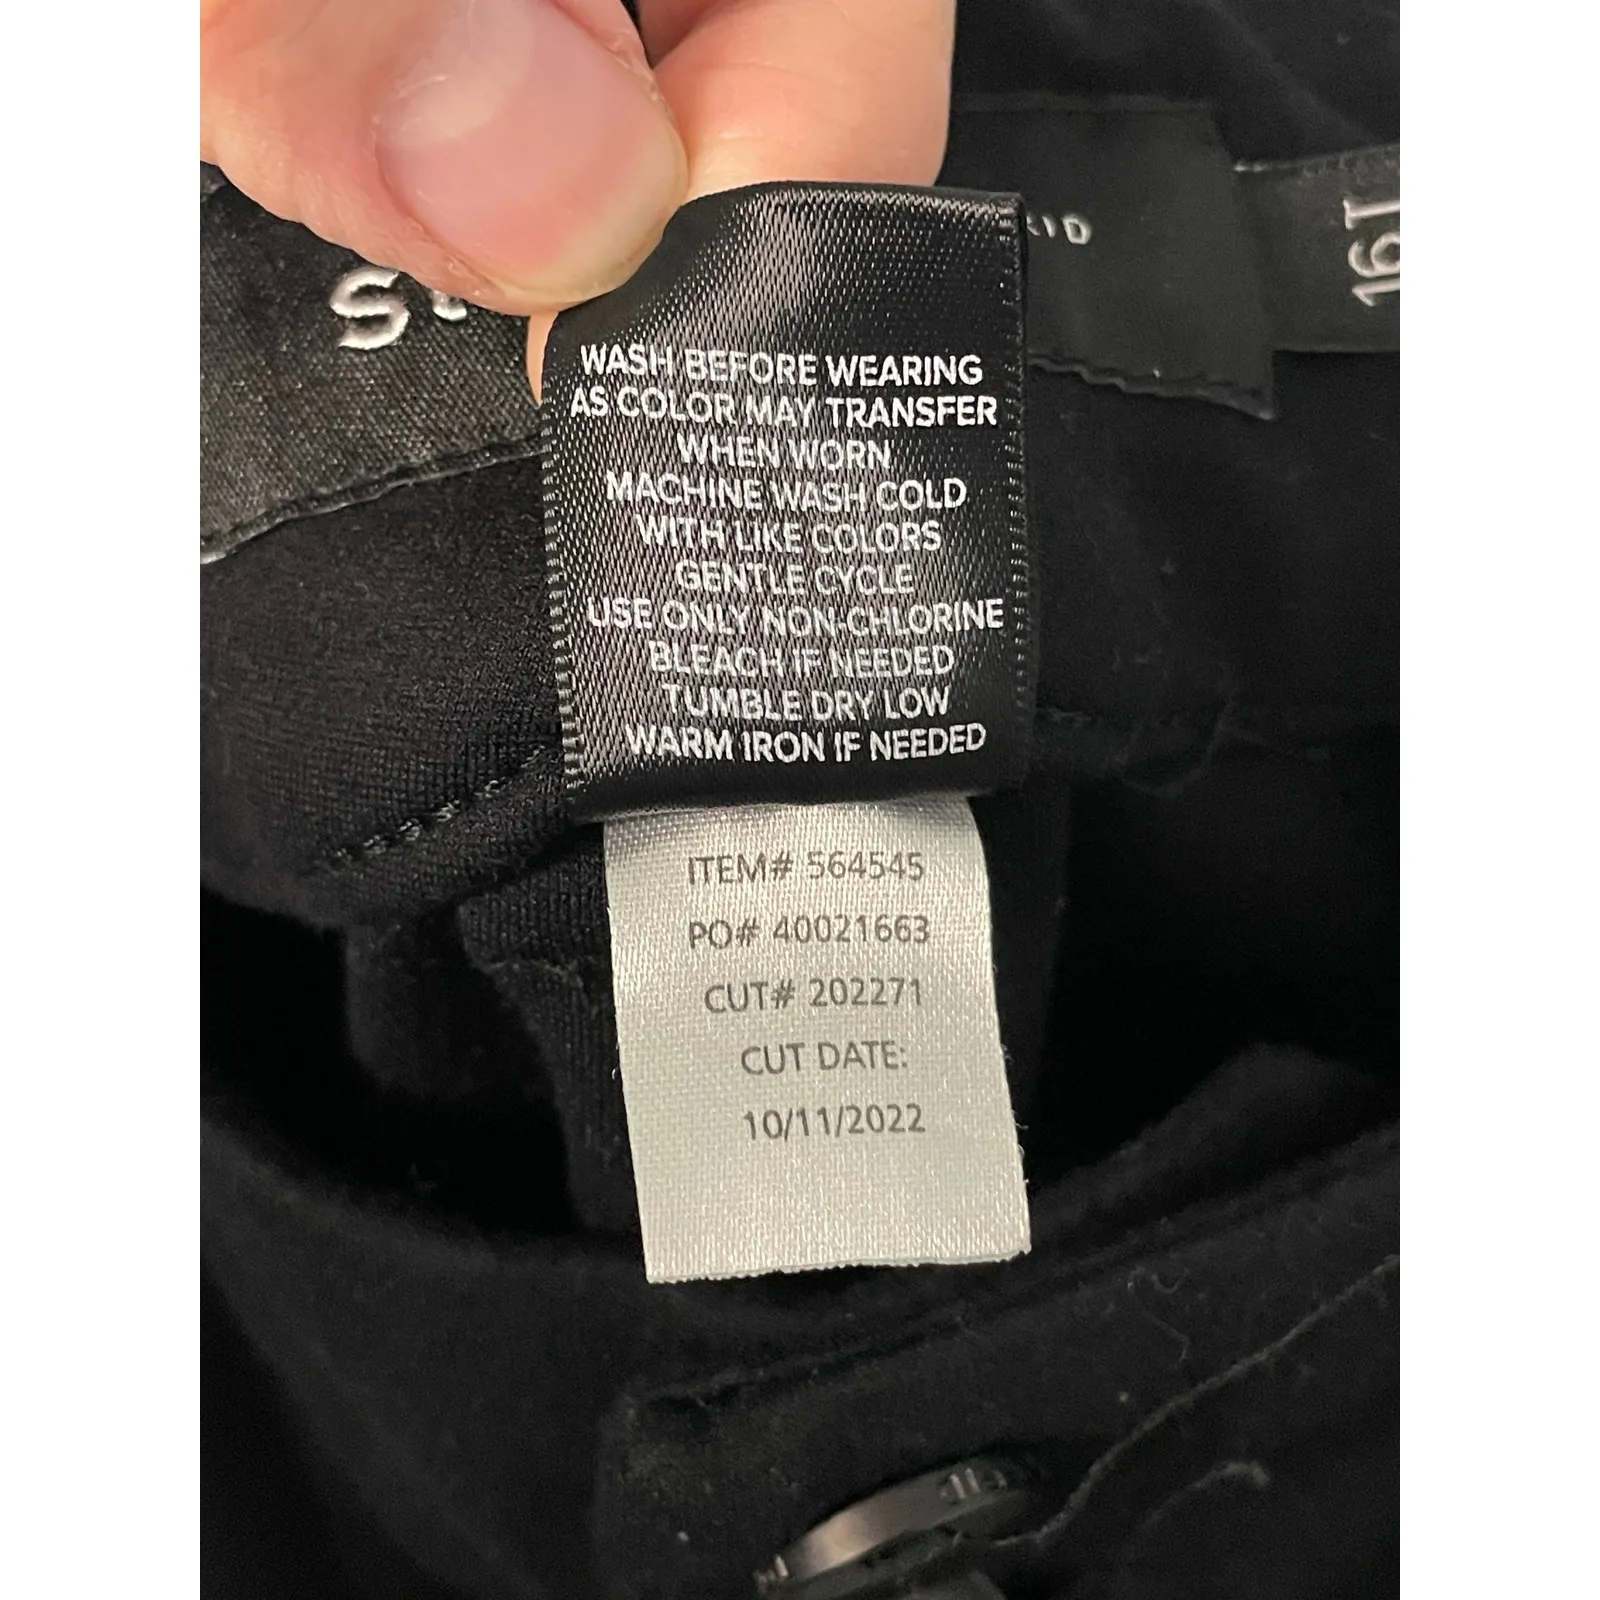 16T
WASH BEFORE WEARING
AS COLOR MAY TRANSFER
WHEN WORN
MACHINE WASH COLD
WITH LIKE COLORS
GENTLE CYCLE
USE ONLY NON-CHLORINE
BLEACH IF NEEDED
TUMBLE DRY LOW
WARM IRON IF NEEDED
ITEM# 564545
PO# 40021663
CUT# 202271
CUT DATE:
10/11/2022